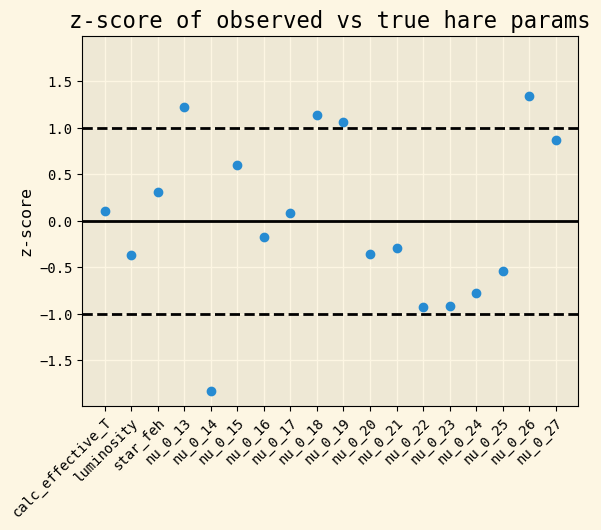 z-score of observed vs true hare params
z-score
1.5
1.0
0.5
0.0
−0.5
−1.0
−1.5
calc_effective_T
luminosity
star_feh
nu_0_13
nu_0_14
nu_0_15
nu_0_16
nu_0_17
nu_0_18
nu_0_19
nu_0_20
nu_0_21
nu_0_22
nu_0_23
nu_0_24
nu_0_25
nu_0_26
nu_0_27